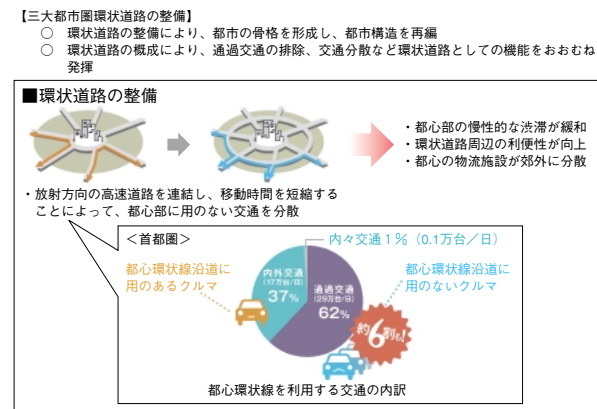 【三大都市圏環状道路の整備】
○ 環状道路の整備により、都市の骨格を形成し、都市構造を再編
○ 環状道路の概成により、通過交通の排除、交通分散など環状道路としての機能をおおむね
発揮
■環状道路の整備
・都心部の慢性的な渋滞が緩和
・環状道路周辺の利便性が向上
・都心の物流施設が郊外に分散
・放射方向の高速道路を連結し、移動時間を短縮する
ことによって、都心部に用のない交通を分散
＜首都圏＞
内々交通１％（0.1万台／日）
都心環状線沿道に
用のあるクルマ
内外交通
(17万台/日)
37%
通過交通
(29万台/日)
62%
都心環状線沿道に
用のないクルマ
約6割も!
都心環状線を利用する交通の内訳